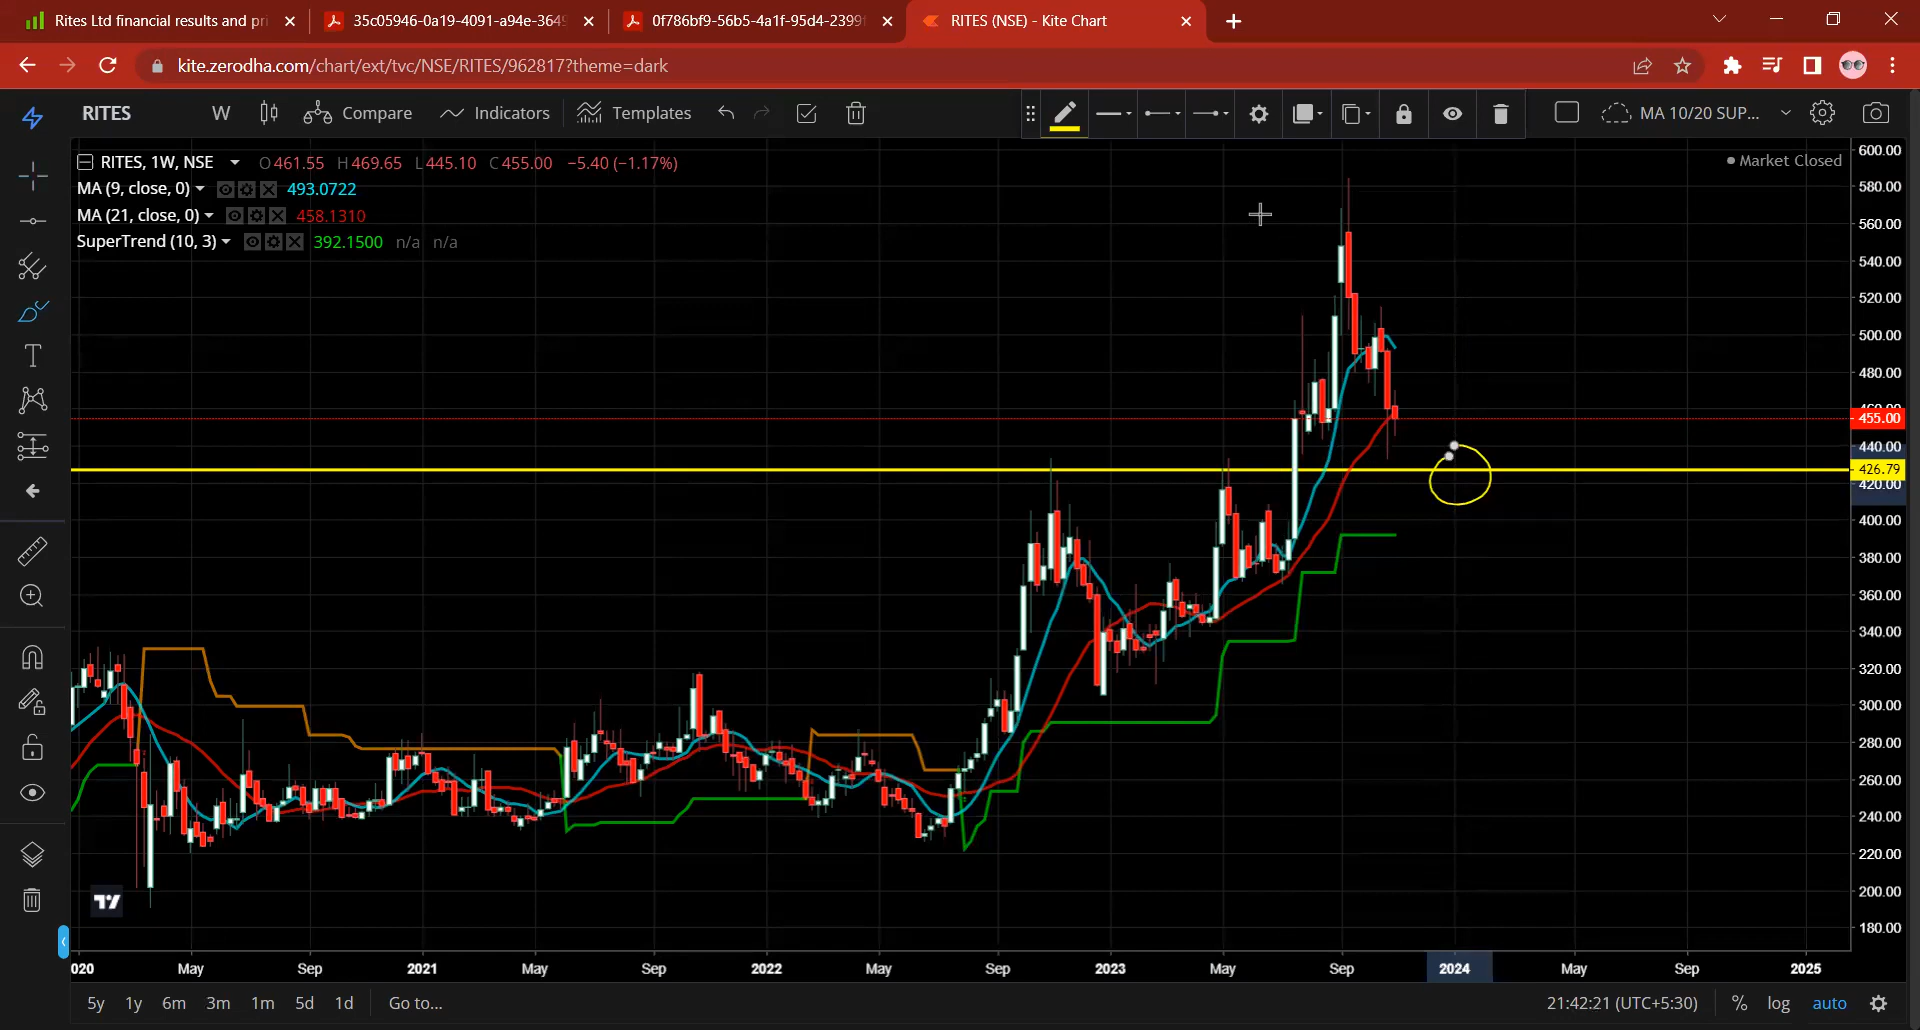 Rites Ltd financial results and pri
35c05946-0a19-4091-a94e-3649
0f786bf9-56b5-4a1f-95d4-2399f
RITES (NSE) - Kite Chart
kite.zerodha.com/chart/ext/tvc/NSE/RITES/962817?theme=dark
RITES W Compare Indicators Templates MA 10/20 SUP...
RITES, 1W, NSE O461.55 H469.65 L445.10 C455.00 −5.40 (−1.17%)
Market Closed
MA (9, close, 0) 493.0722
MA (21, close, 0) 458.1310
SuperTrend (10, 3) 392.1500 n/a n/a
600.00
580.00
560.00
540.00
520.00
500.00
480.00
455.00
440.00
426.79
420.00
400.00
380.00
360.00
340.00
320.00
300.00
280.00
260.00
240.00
220.00
200.00
180.00
020 May Sep 2021 May Sep 2022 May Sep 2023 May Sep 2024 May Sep 2025
5y 1y 6m 3m 1m 5d 1d Go to... 21:42:21 (UTC+5:30) % log auto